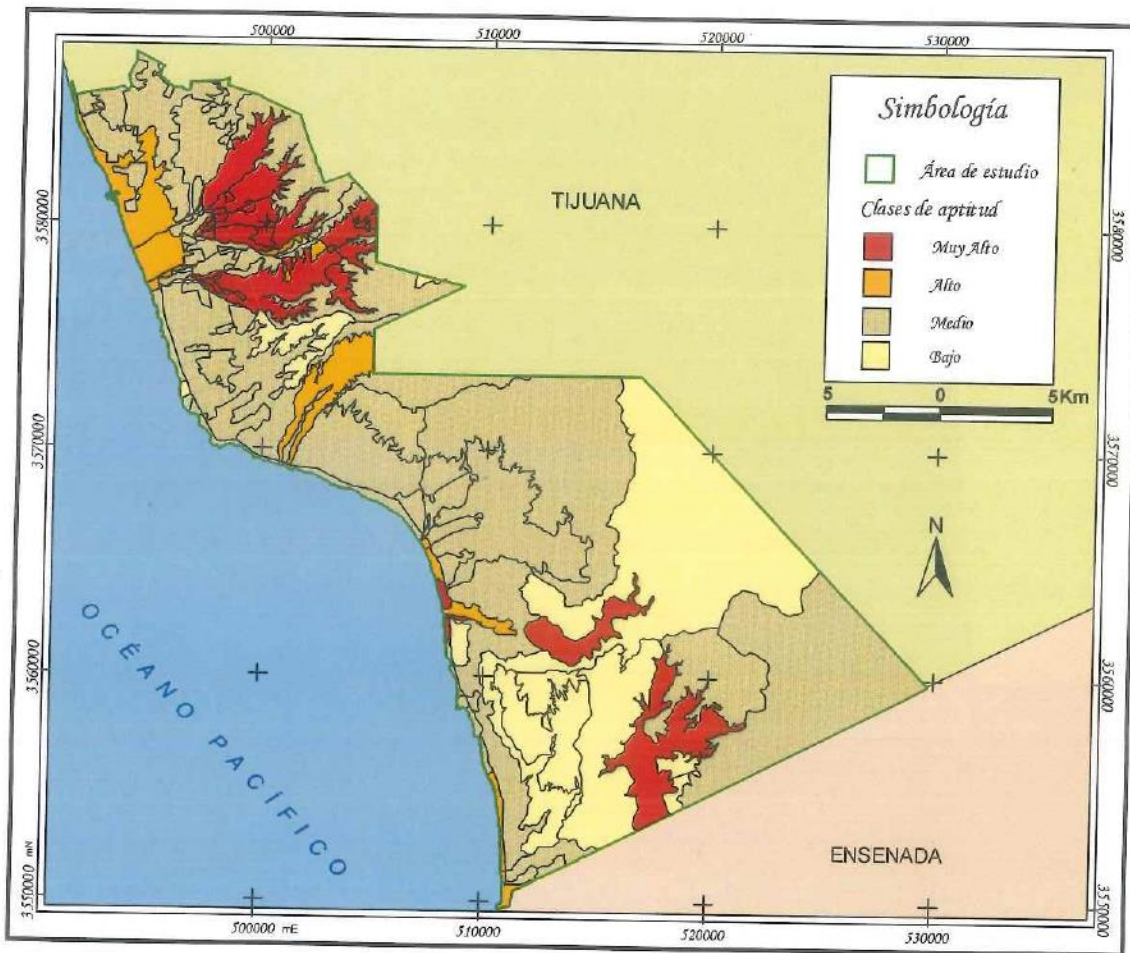 500000
510000
520000
530000
Simbología
Área de estudio
Clases de aptitud
Muy Alto
Alto
Medio
Bajo
5 0 5Km
TIJUANA
3580000
3580000
3570000
3570000
N
OCÉANO PACÍFICO
3560000
3560000
ENSENADA
3550000 mN
3550000
500000 mE
510000
520000
530000